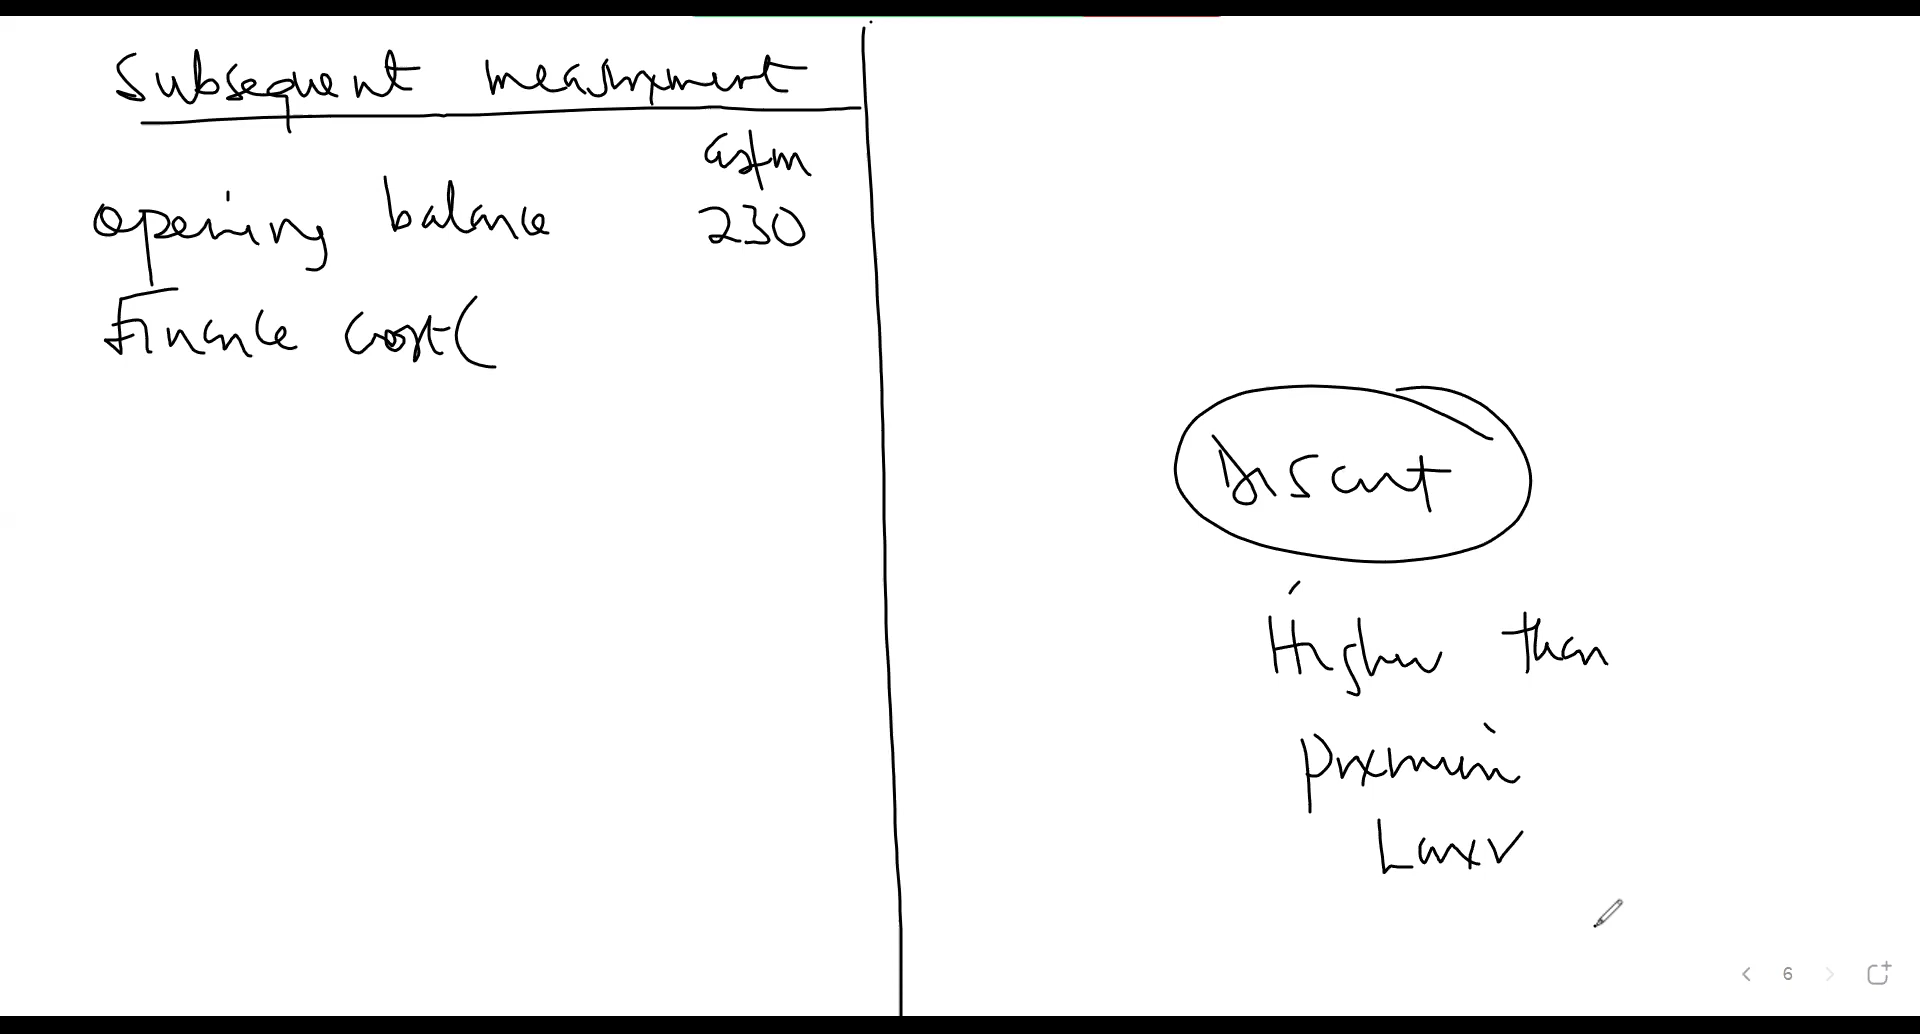 Subsequent measurement
opening balance 230
Finance cost(
Discount
Higher than
premium
Lower
6